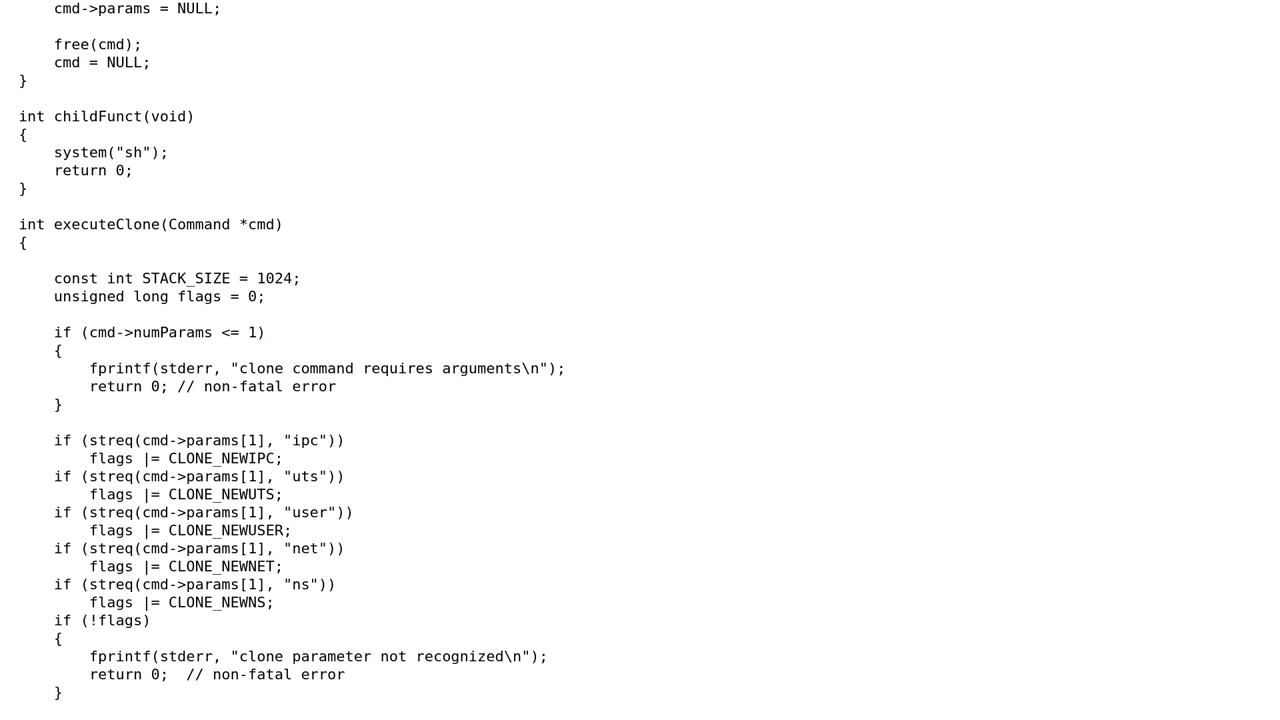 cmd->params = NULL;

    free(cmd);
    cmd = NULL;
}

int childFunct(void)
{
    system("sh");
    return 0;
}

int executeClone(Command *cmd)
{

    const int STACK_SIZE = 1024;
    unsigned long flags = 0;

    if (cmd->numParams <= 1)
    {
        fprintf(stderr, "clone command requires arguments\n");
        return 0; // non-fatal error
    }

    if (streq(cmd->params[1], "ipc"))
        flags |= CLONE_NEWIPC;
    if (streq(cmd->params[1], "uts"))
        flags |= CLONE_NEWUTS;
    if (streq(cmd->params[1], "user"))
        flags |= CLONE_NEWUSER;
    if (streq(cmd->params[1], "net"))
        flags |= CLONE_NEWNET;
    if (streq(cmd->params[1], "ns"))
        flags |= CLONE_NEWNS;
    if (!flags)
    {
        fprintf(stderr, "clone parameter not recognized\n");
        return 0;  // non-fatal error
    }